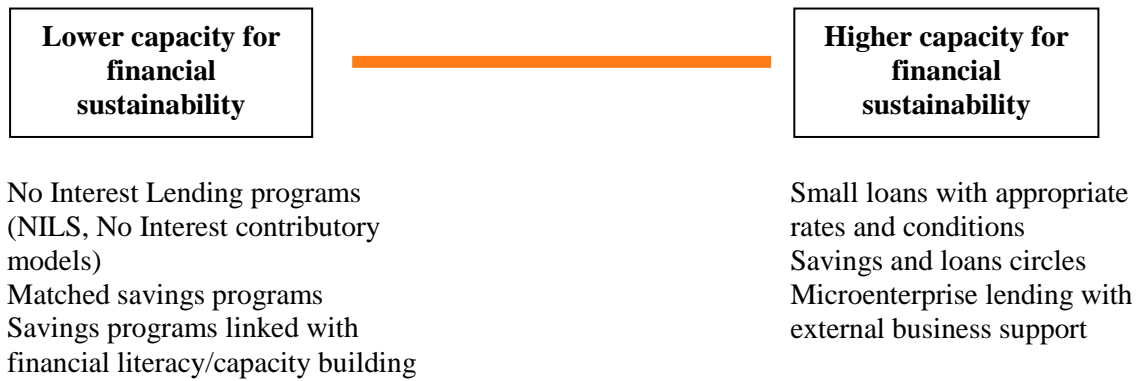 Lower capacity for
financial
sustainability
Higher capacity for
financial
sustainability
No Interest Lending programs
(NILS, No Interest contributory
models)
Matched savings programs
Savings programs linked with
financial literacy/capacity building
Small loans with appropriate
rates and conditions
Savings and loans circles
Microenterprise lending with
external business support